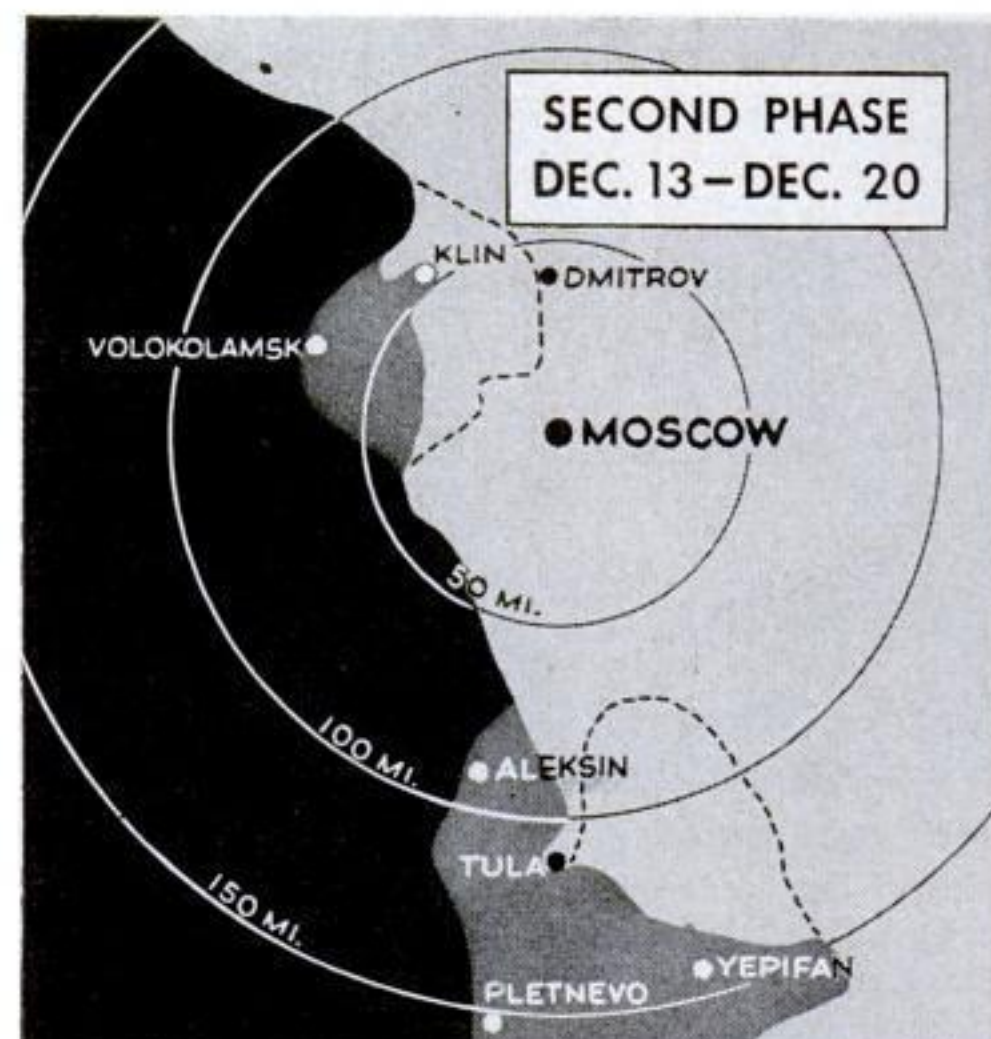 SECOND PHASE
DEC. 13 – DEC. 20
KLIN
DMITROV
VOLOKOLAMSK
MOSCOW
50 MI.
100 MI.
ALEKSIN
TULA
150 MI.
YEPIFAN
PLETNEVO